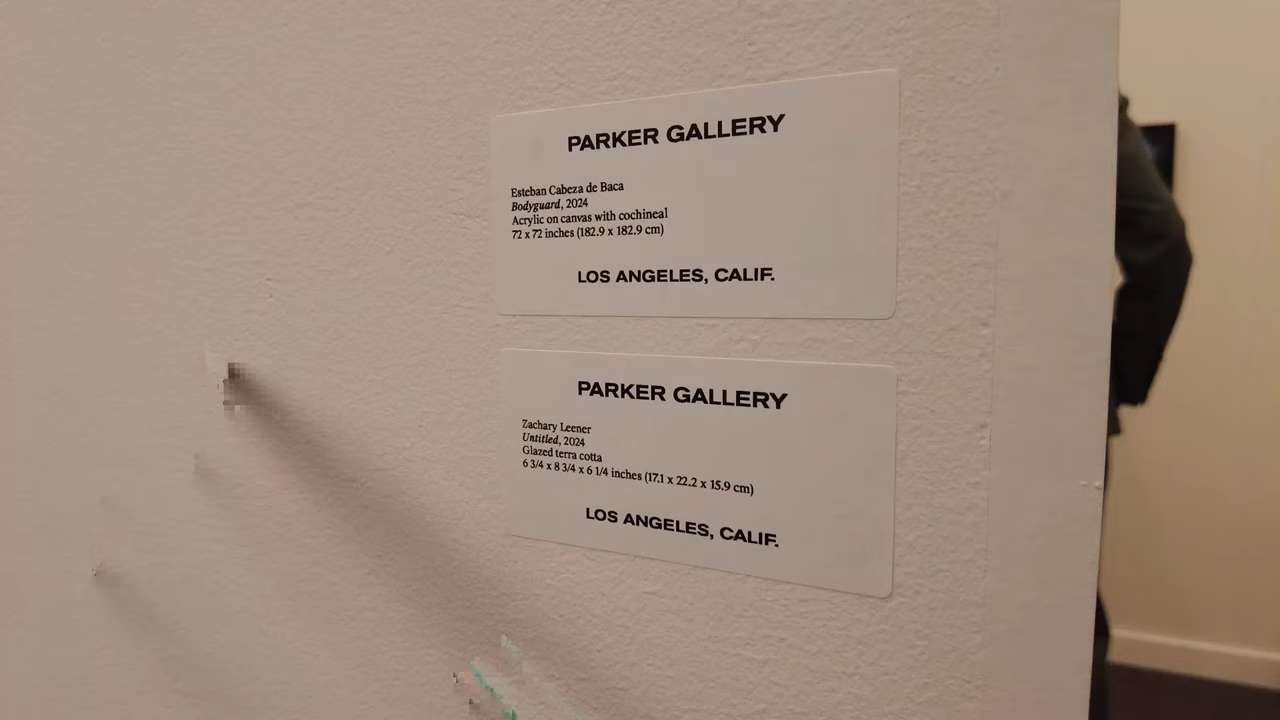 PARKER GALLERY
Esteban Cabeza de Baca
Bodyguard, 2024
Acrylic on canvas with cochineal
72 x 72 inches (182.9 x 182.9 cm)
LOS ANGELES, CALIF.
PARKER GALLERY
Zachary Leener
Untitled, 2024
Glazed terra cotta
6 3/4 x 8 3/4 x 6 1/4 inches (17.1 x 22.2 x 15.9 cm)
LOS ANGELES, CALIF.